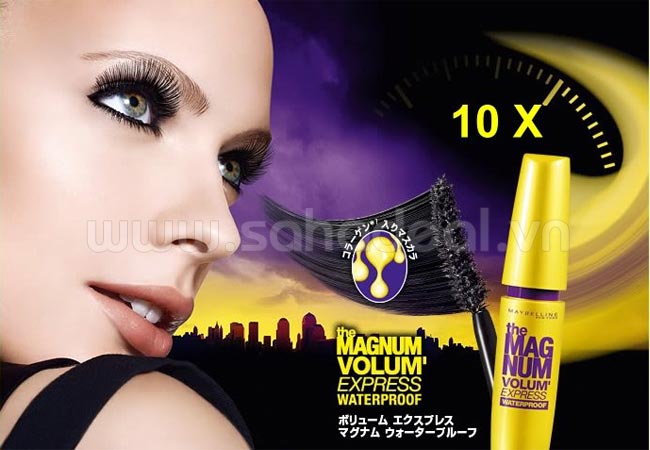 10 X
www.sahadeal.vn
コラーゲン*¹ 入りマスカラ
the
MAGNUM
VOLUM'
EXPRESS
WATERPROOF
ボリューム エクスプレス
マグナム ウォータープルーフ
MAYBELLINE
the
MAG
NUM
VOLUM'
EXPRESS
WATERPROOF